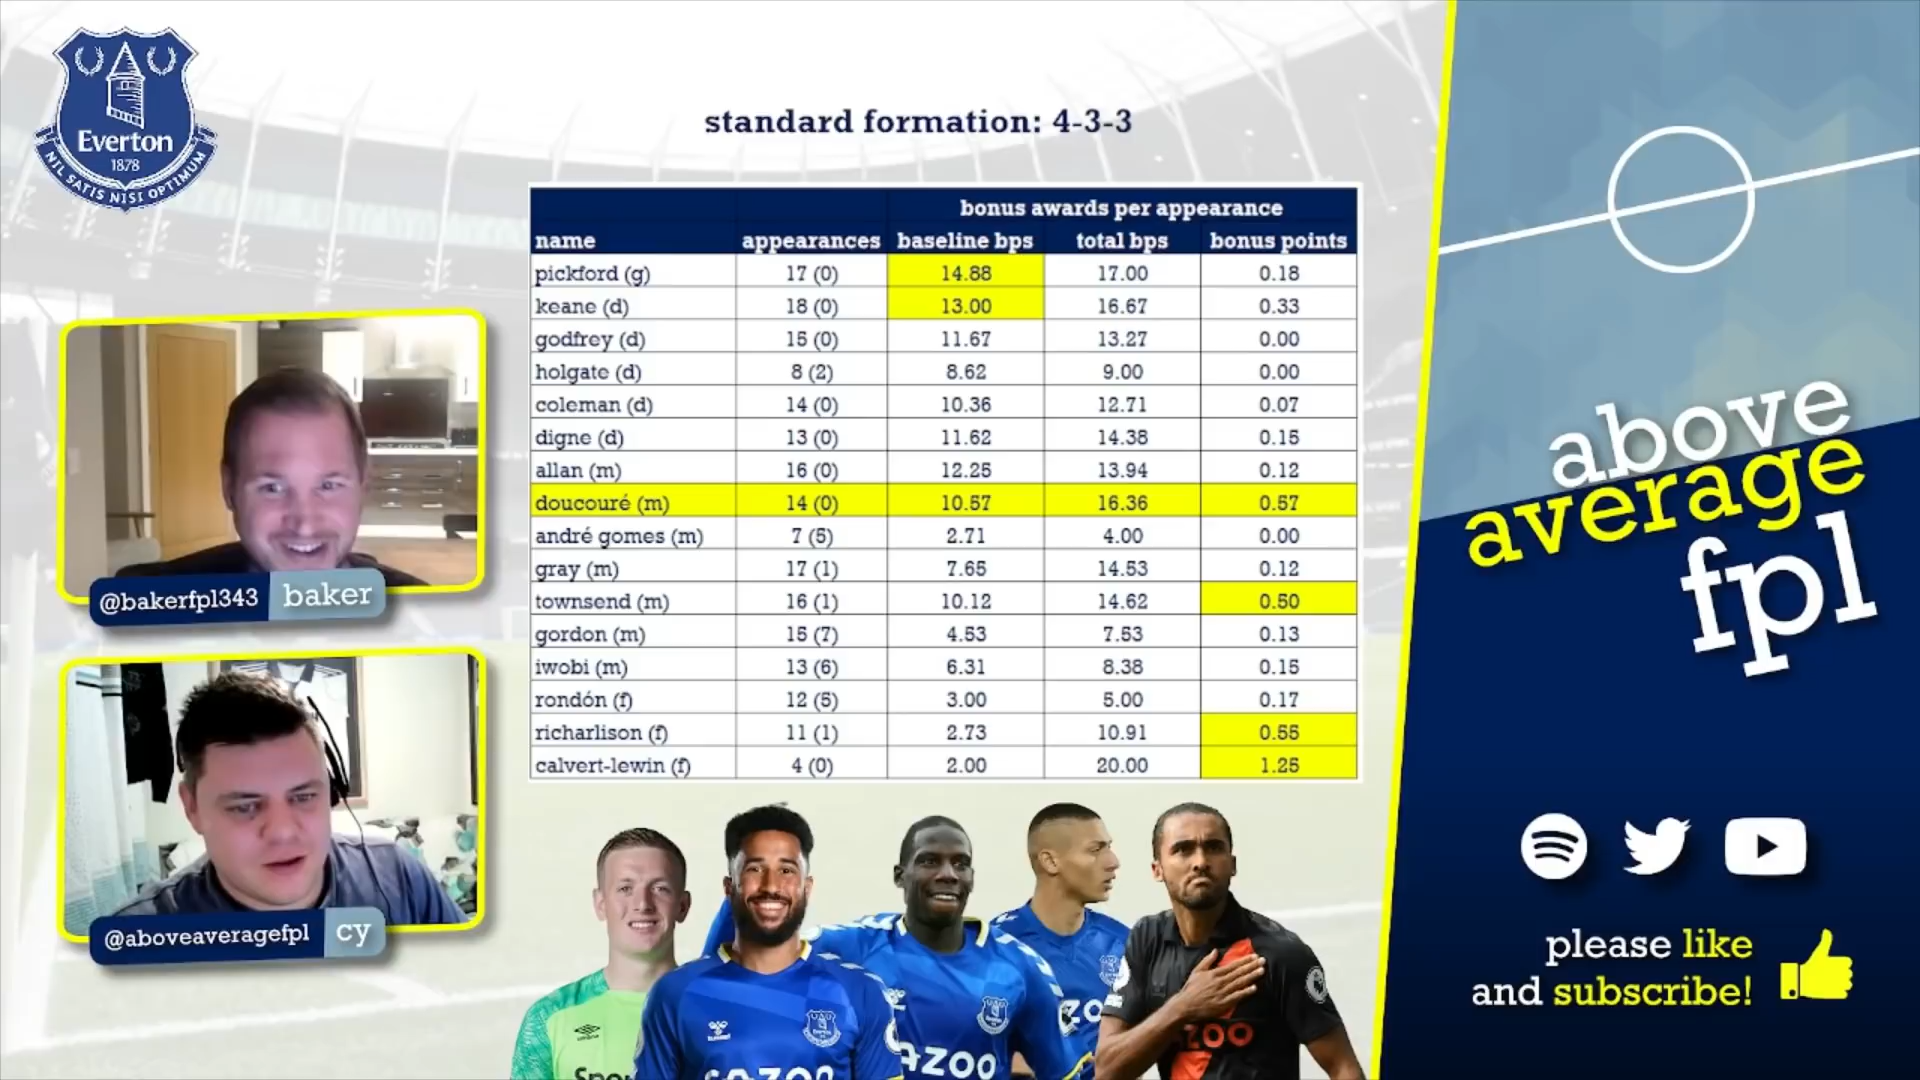 Everton
1878
NIL SATIS NISI OPTIMUM
standard formation: 4-3-3
bonus awards per appearance
name appearances baseline bps total bps bonus points
pickford (g) 17 (0) 14.88 17.00 0.18
keane (d) 18 (0) 13.00 16.67 0.33
godfrey (d) 15 (0) 11.67 13.27 0.00
holgate (d) 8 (2) 8.62 9.00 0.00
coleman (d) 14 (0) 10.36 12.71 0.07
digne (d) 13 (0) 11.62 14.38 0.15
allan (m) 16 (0) 12.25 13.94 0.12
doucouré (m) 14 (0) 10.57 16.36 0.57
andré gomes (m) 7 (5) 2.71 4.00 0.00
gray (m) 17 (1) 7.65 14.53 0.12
townsend (m) 16 (1) 10.12 14.62 0.50
gordon (m) 15 (7) 4.53 7.53 0.13
iwobi (m) 13 (6) 6.31 8.38 0.15
rondón (f) 12 (5) 3.00 5.00 0.17
richarlison (f) 11 (1) 2.73 10.91 0.55
calvert-lewin (f) 4 (0) 2.00 20.00 1.25
@bakerfpl343 baker
@aboveaveragefpl cy
above
average
fpl
please like
and subscribe!
umbro
Spor
hummel
cazoo
Everton
azoo
zo
zoo